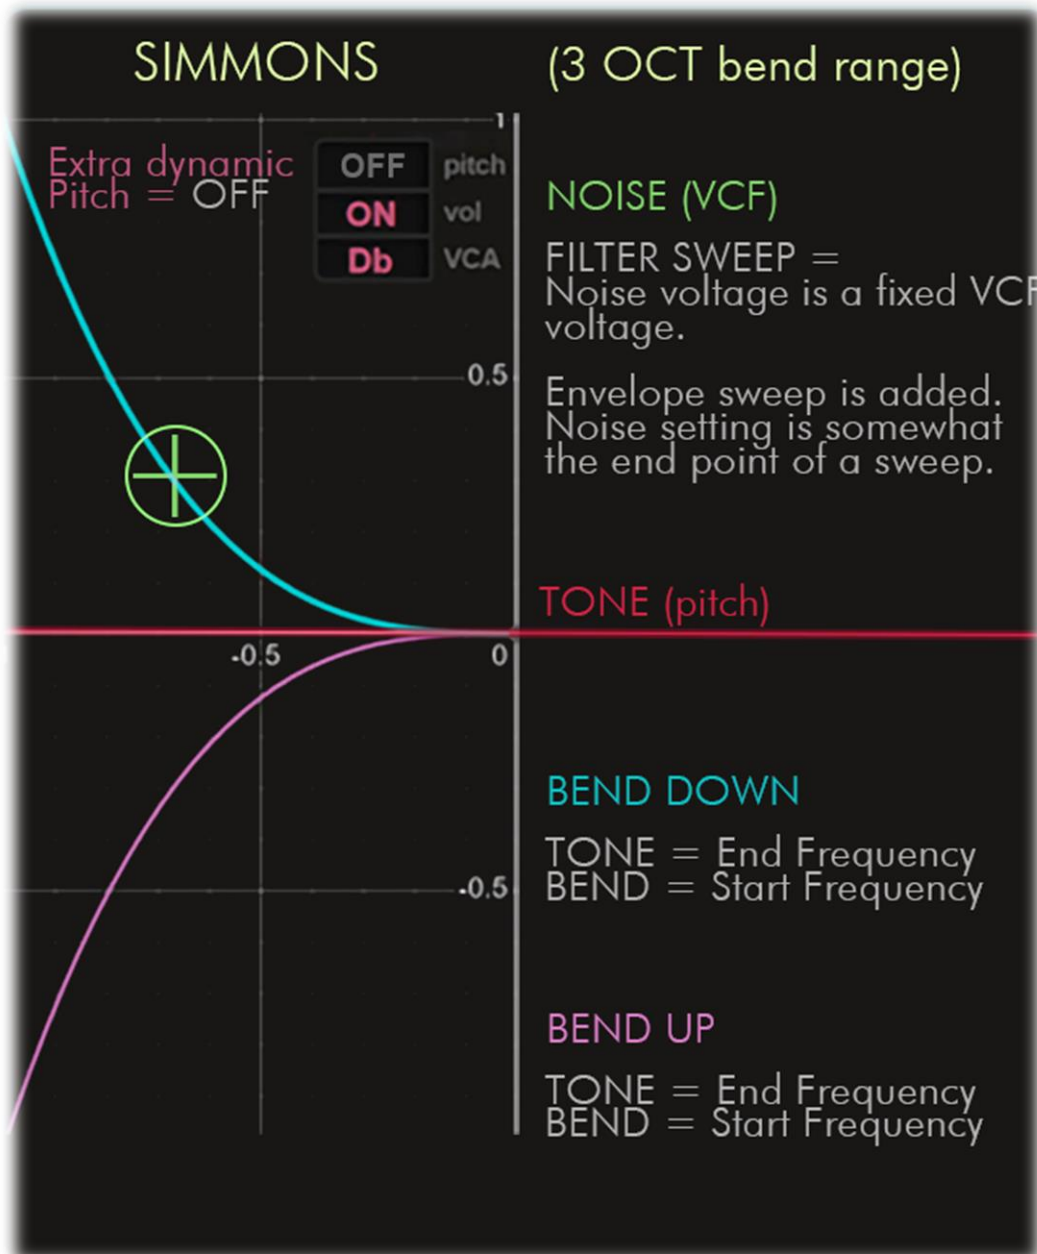 SIMMONS
(3 OCT bend range)
1
Extra dynamic
Pitch = OFF
OFF pitch
ON vol
Db VCA
NOISE (VCF)
FILTER SWEEP =
Noise voltage is a fixed VCF
voltage.
0.5
Envelope sweep is added.
Noise setting is somewhat
the end point of a sweep.
TONE (pitch)
-0.5
0
BEND DOWN
TONE = End Frequency
BEND = Start Frequency
-0.5
BEND UP
TONE = End Frequency
BEND = Start Frequency